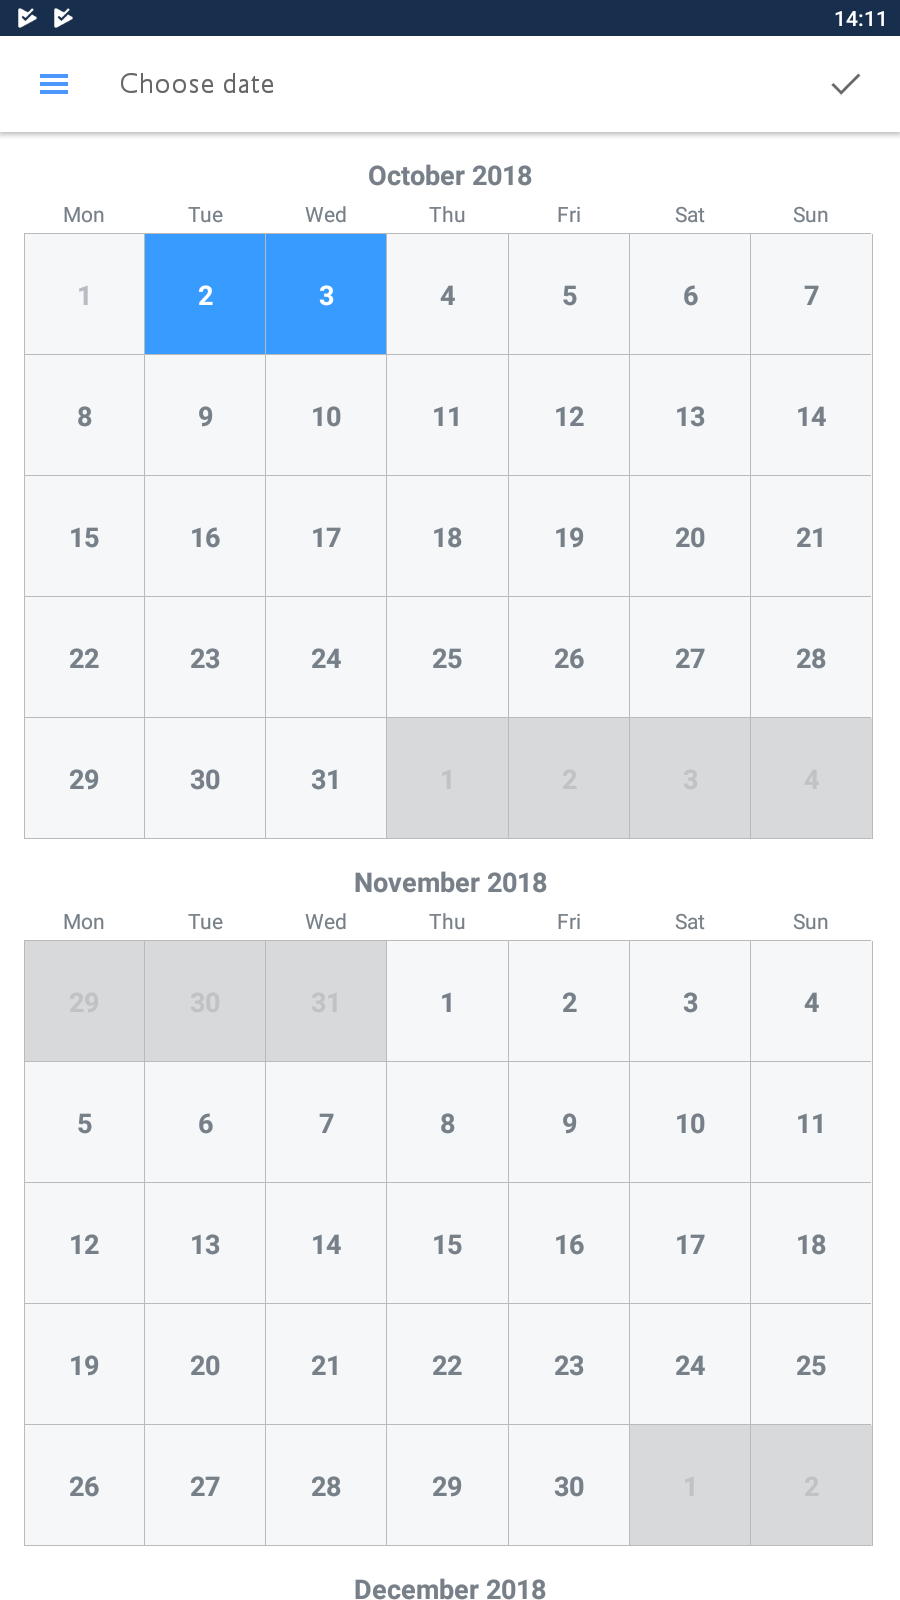 14:11
Choose date
October 2018
Mon Tue Wed Thu Fri Sat Sun
1 2 3 4 5 6 7
8 9 10 11 12 13 14
15 16 17 18 19 20 21
22 23 24 25 26 27 28
29 30 31 1 2 3 4
November 2018
Mon Tue Wed Thu Fri Sat Sun
29 30 31 1 2 3 4
5 6 7 8 9 10 11
12 13 14 15 16 17 18
19 20 21 22 23 24 25
26 27 28 29 30 1 2
December 2018